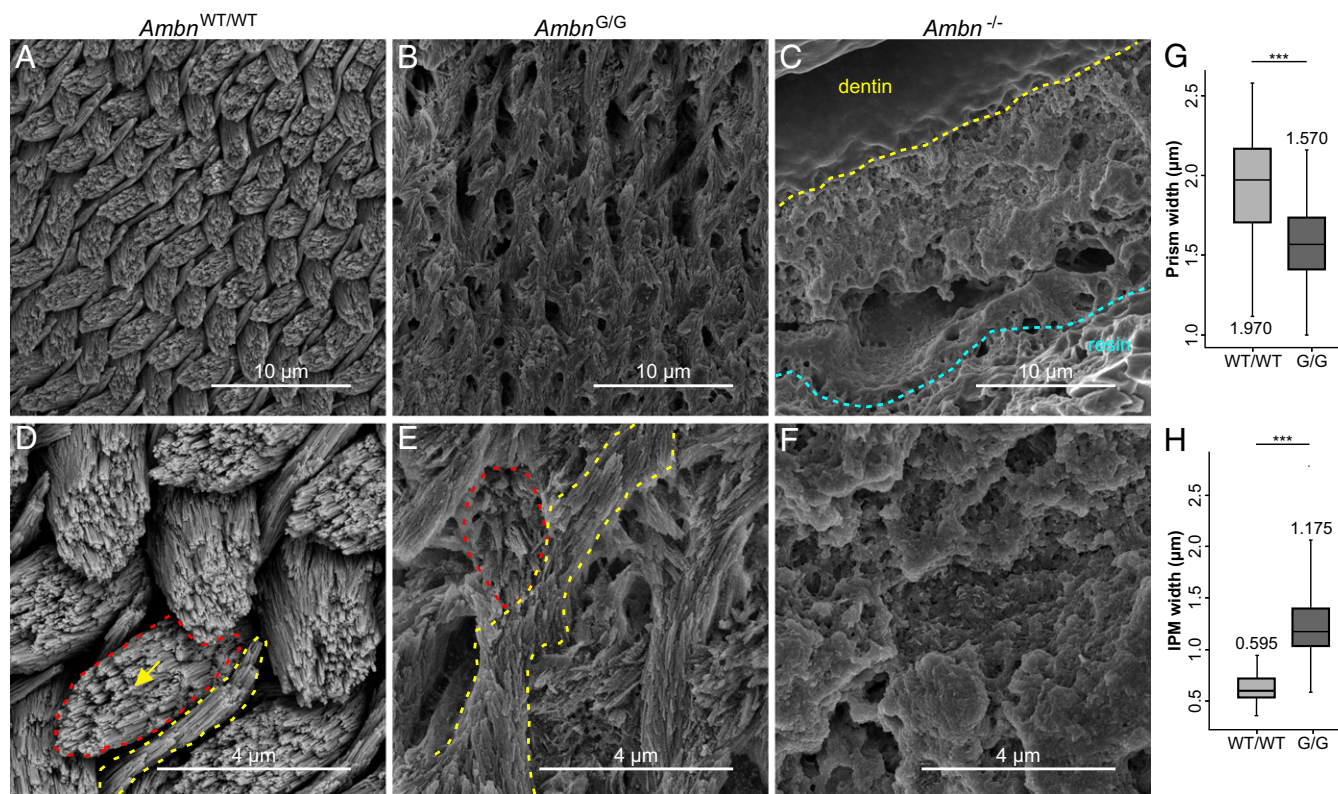 Ambn WT/WT
Ambn G/G
Ambn -/-
A
B
C
dentin
resin
10 µm
10 µm
10 µm
D
E
F
4 µm
4 µm
4 µm
G
***
Prism width (µm)
2.5
2.0
1.5
1.0
1.570
1.970
WT/WT
G/G
H
***
IPM width (µm)
2.5
2.0
1.5
1.0
0.5
1.175
0.595
WT/WT
G/G